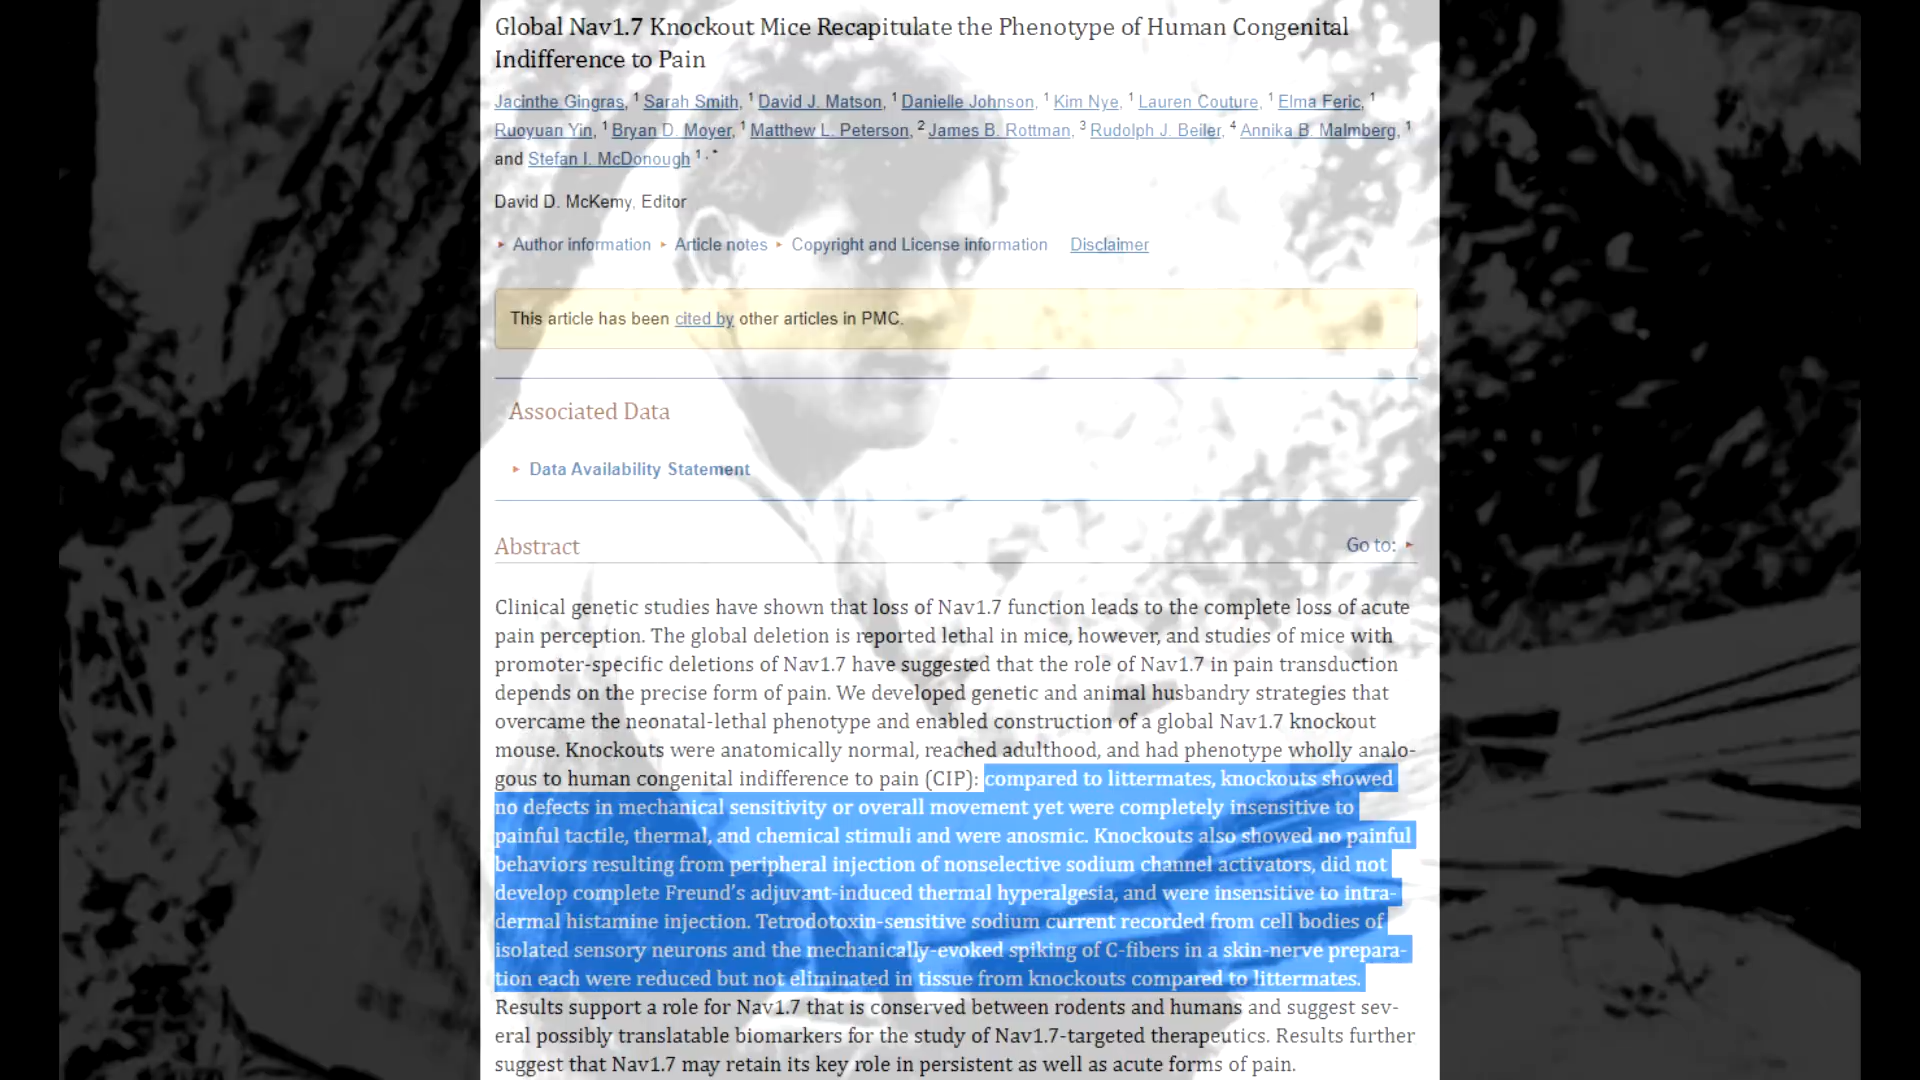 Global Nav1.7 Knockout Mice Recapitulate the Phenotype of Human Congenital
Indifference to Pain
Jacinthe Gingras, 1 Sarah Smith, 1 David J. Matson, 1 Danielle Johnson, 1 Kim Nye, 1 Lauren Couture, 1 Elma Feric, 1
Ruoyuan Yin, 1 Bryan D. Moyer, 1 Matthew L. Peterson, 2 James B. Rottman, 3 Rudolph J. Beiler, 4 Annika B. Malmberg, 1
and Stefan I. McDonough 1,*
David D. McKemy, Editor
▸ Author information ▸ Article notes ▸ Copyright and License information Disclaimer
This article has been cited by other articles in PMC.
Associated Data
▸ Data Availability Statement
Abstract Go to: ▸
Clinical genetic studies have shown that loss of Nav1.7 function leads to the complete loss of acute
pain perception. The global deletion is reported lethal in mice, however, and studies of mice with
promoter-specific deletions of Nav1.7 have suggested that the role of Nav1.7 in pain transduction
depends on the precise form of pain. We developed genetic and animal husbandry strategies that
overcame the neonatal-lethal phenotype and enabled construction of a global Nav1.7 knockout
mouse. Knockouts were anatomically normal, reached adulthood, and had phenotype wholly analo-
gous to human congenital indifference to pain (CIP): compared to littermates, knockouts showed
no defects in mechanical sensitivity or overall movement yet were completely insensitive to
painful tactile, thermal, and chemical stimuli and were anosmic. Knockouts also showed no painful
behaviors resulting from peripheral injection of nonselective sodium channel activators, did not
develop complete Freund’s adjuvant-induced thermal hyperalgesia, and were insensitive to intra-
dermal histamine injection. Tetrodotoxin-sensitive sodium current recorded from cell bodies of
isolated sensory neurons and the mechanically-evoked spiking of C-fibers in a skin-nerve prepara-
tion each were reduced but not eliminated in tissue from knockouts compared to littermates.
Results support a role for Nav1.7 that is conserved between rodents and humans and suggest sev-
eral possibly translatable biomarkers for the study of Nav1.7-targeted therapeutics. Results further
suggest that Nav1.7 may retain its key role in persistent as well as acute forms of pain.